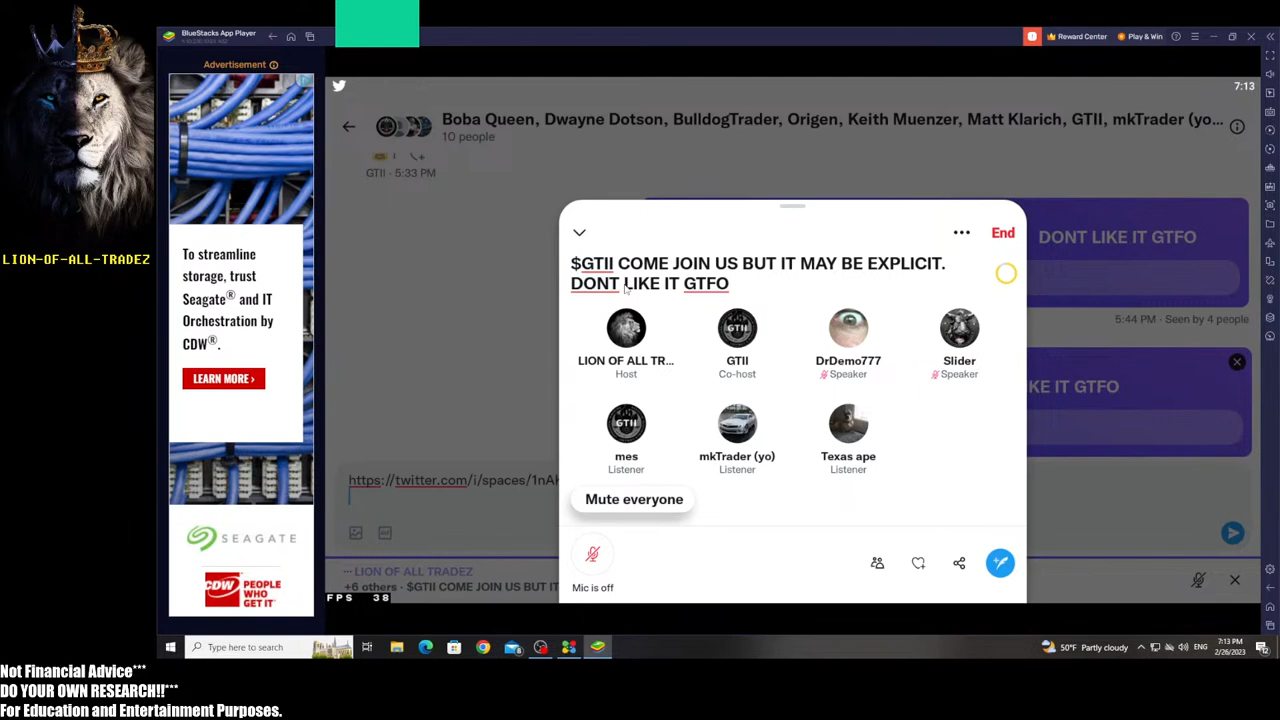 BlueStacks App Player
Reward Center
Play & Win
Advertisement
7:13
Boba Queen, Dwayne Dotson, BulldogTrader, Origen, Keith Muenzer, Matt Klarich, GTII, mkTrader (yo...
10 people
GTII · 5:33 PM
LION-OF-ALL-TRADEZ
To streamline
storage, trust
Seagate® and IT
Orchestration by
CDW®.
LEARN MORE ›
SEAGATE
CDW PEOPLE
WHO
GET IT
End
$GTII COME JOIN US BUT IT MAY BE EXPLICIT.
DONT LIKE IT GTFO
DONT LIKE IT GTFO
5:44 PM · Seen by 4 people
KE IT GTFO
LION OF ALL TR...
Host
GTII
GTII
Co-host
DrDemo777
Speaker
Slider
Speaker
GTII
mes
Listener
mkTrader (yo)
Listener
Texas ape
Listener
https://twitter.com/i/spaces/1nAK
Mute everyone
Mic is off
LION OF ALL TRADEZ
+6 others · $GTII COME JOIN US BUT IT
FPS 38
Type here to search
50°F Partly cloudy
ENG
7:13 PM
2/26/2023
Not Financial Advice***
DO YOUR OWN RESEARCH!!***
For Education and Entertainment Purposes.